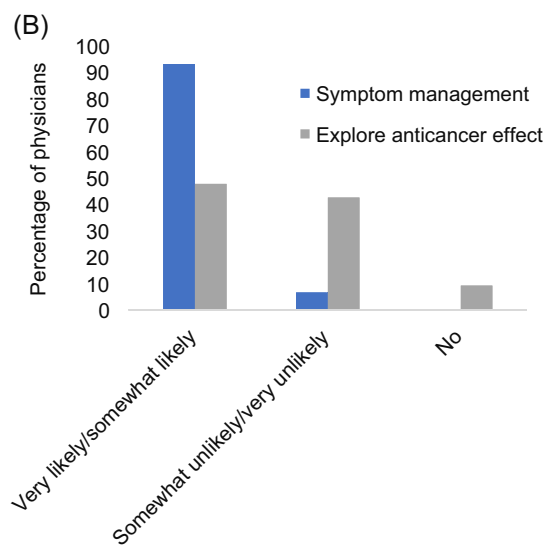 (B)
Percentage of physicians
100
90
80
70
60
50
40
30
20
10
0
Symptom management
Explore anticancer effect
Very likely/somewhat likely
Somewhat unlikely/very unlikely
No